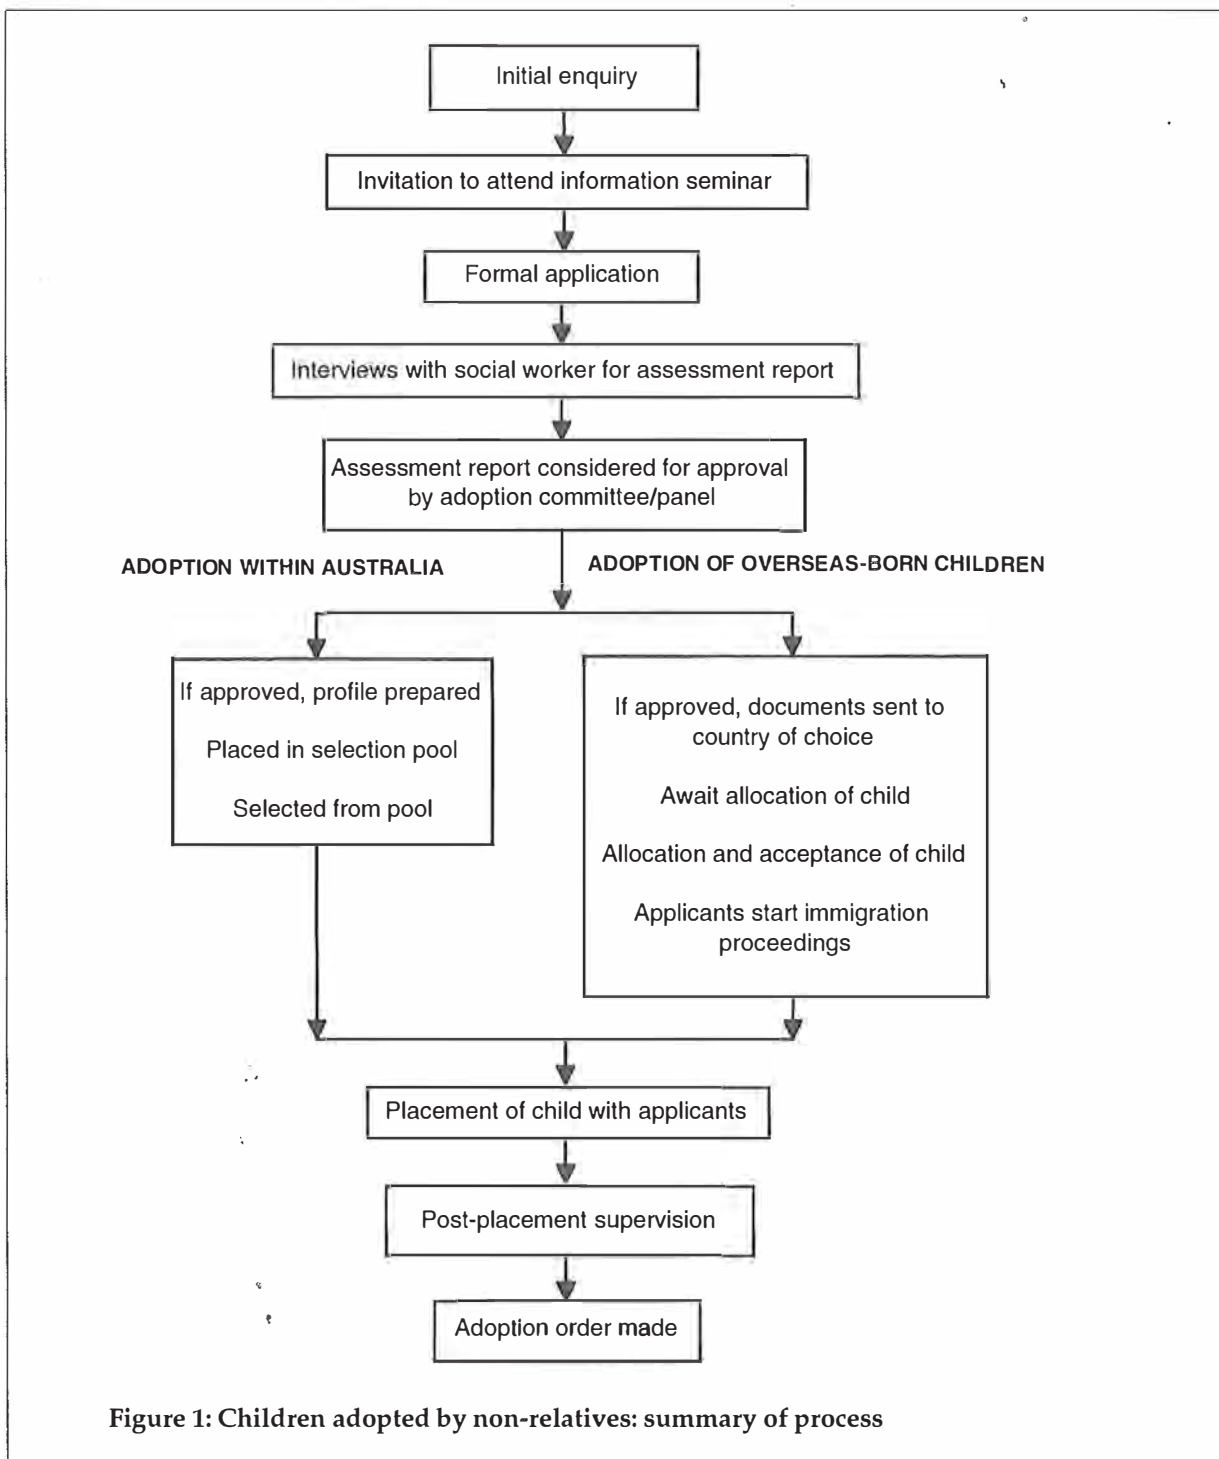 Initial enquiry
Invitation to attend information seminar
Formal application
Interviews with social worker for assessment report
Assessment report considered for approval
by adoption committee/panel
ADOPTION WITHIN AUSTRALIA
ADOPTION OF OVERSEAS-BORN CHILDREN
If approved, profile prepared
Placed in selection pool
Selected from pool
If approved, documents sent to
country of choice
Await allocation of child
Allocation and acceptance of child
Applicants start immigration
proceedings
Placement of child with applicants
Post-placement supervision
Adoption order made
Figure 1: Children adopted by non-relatives: summary of process